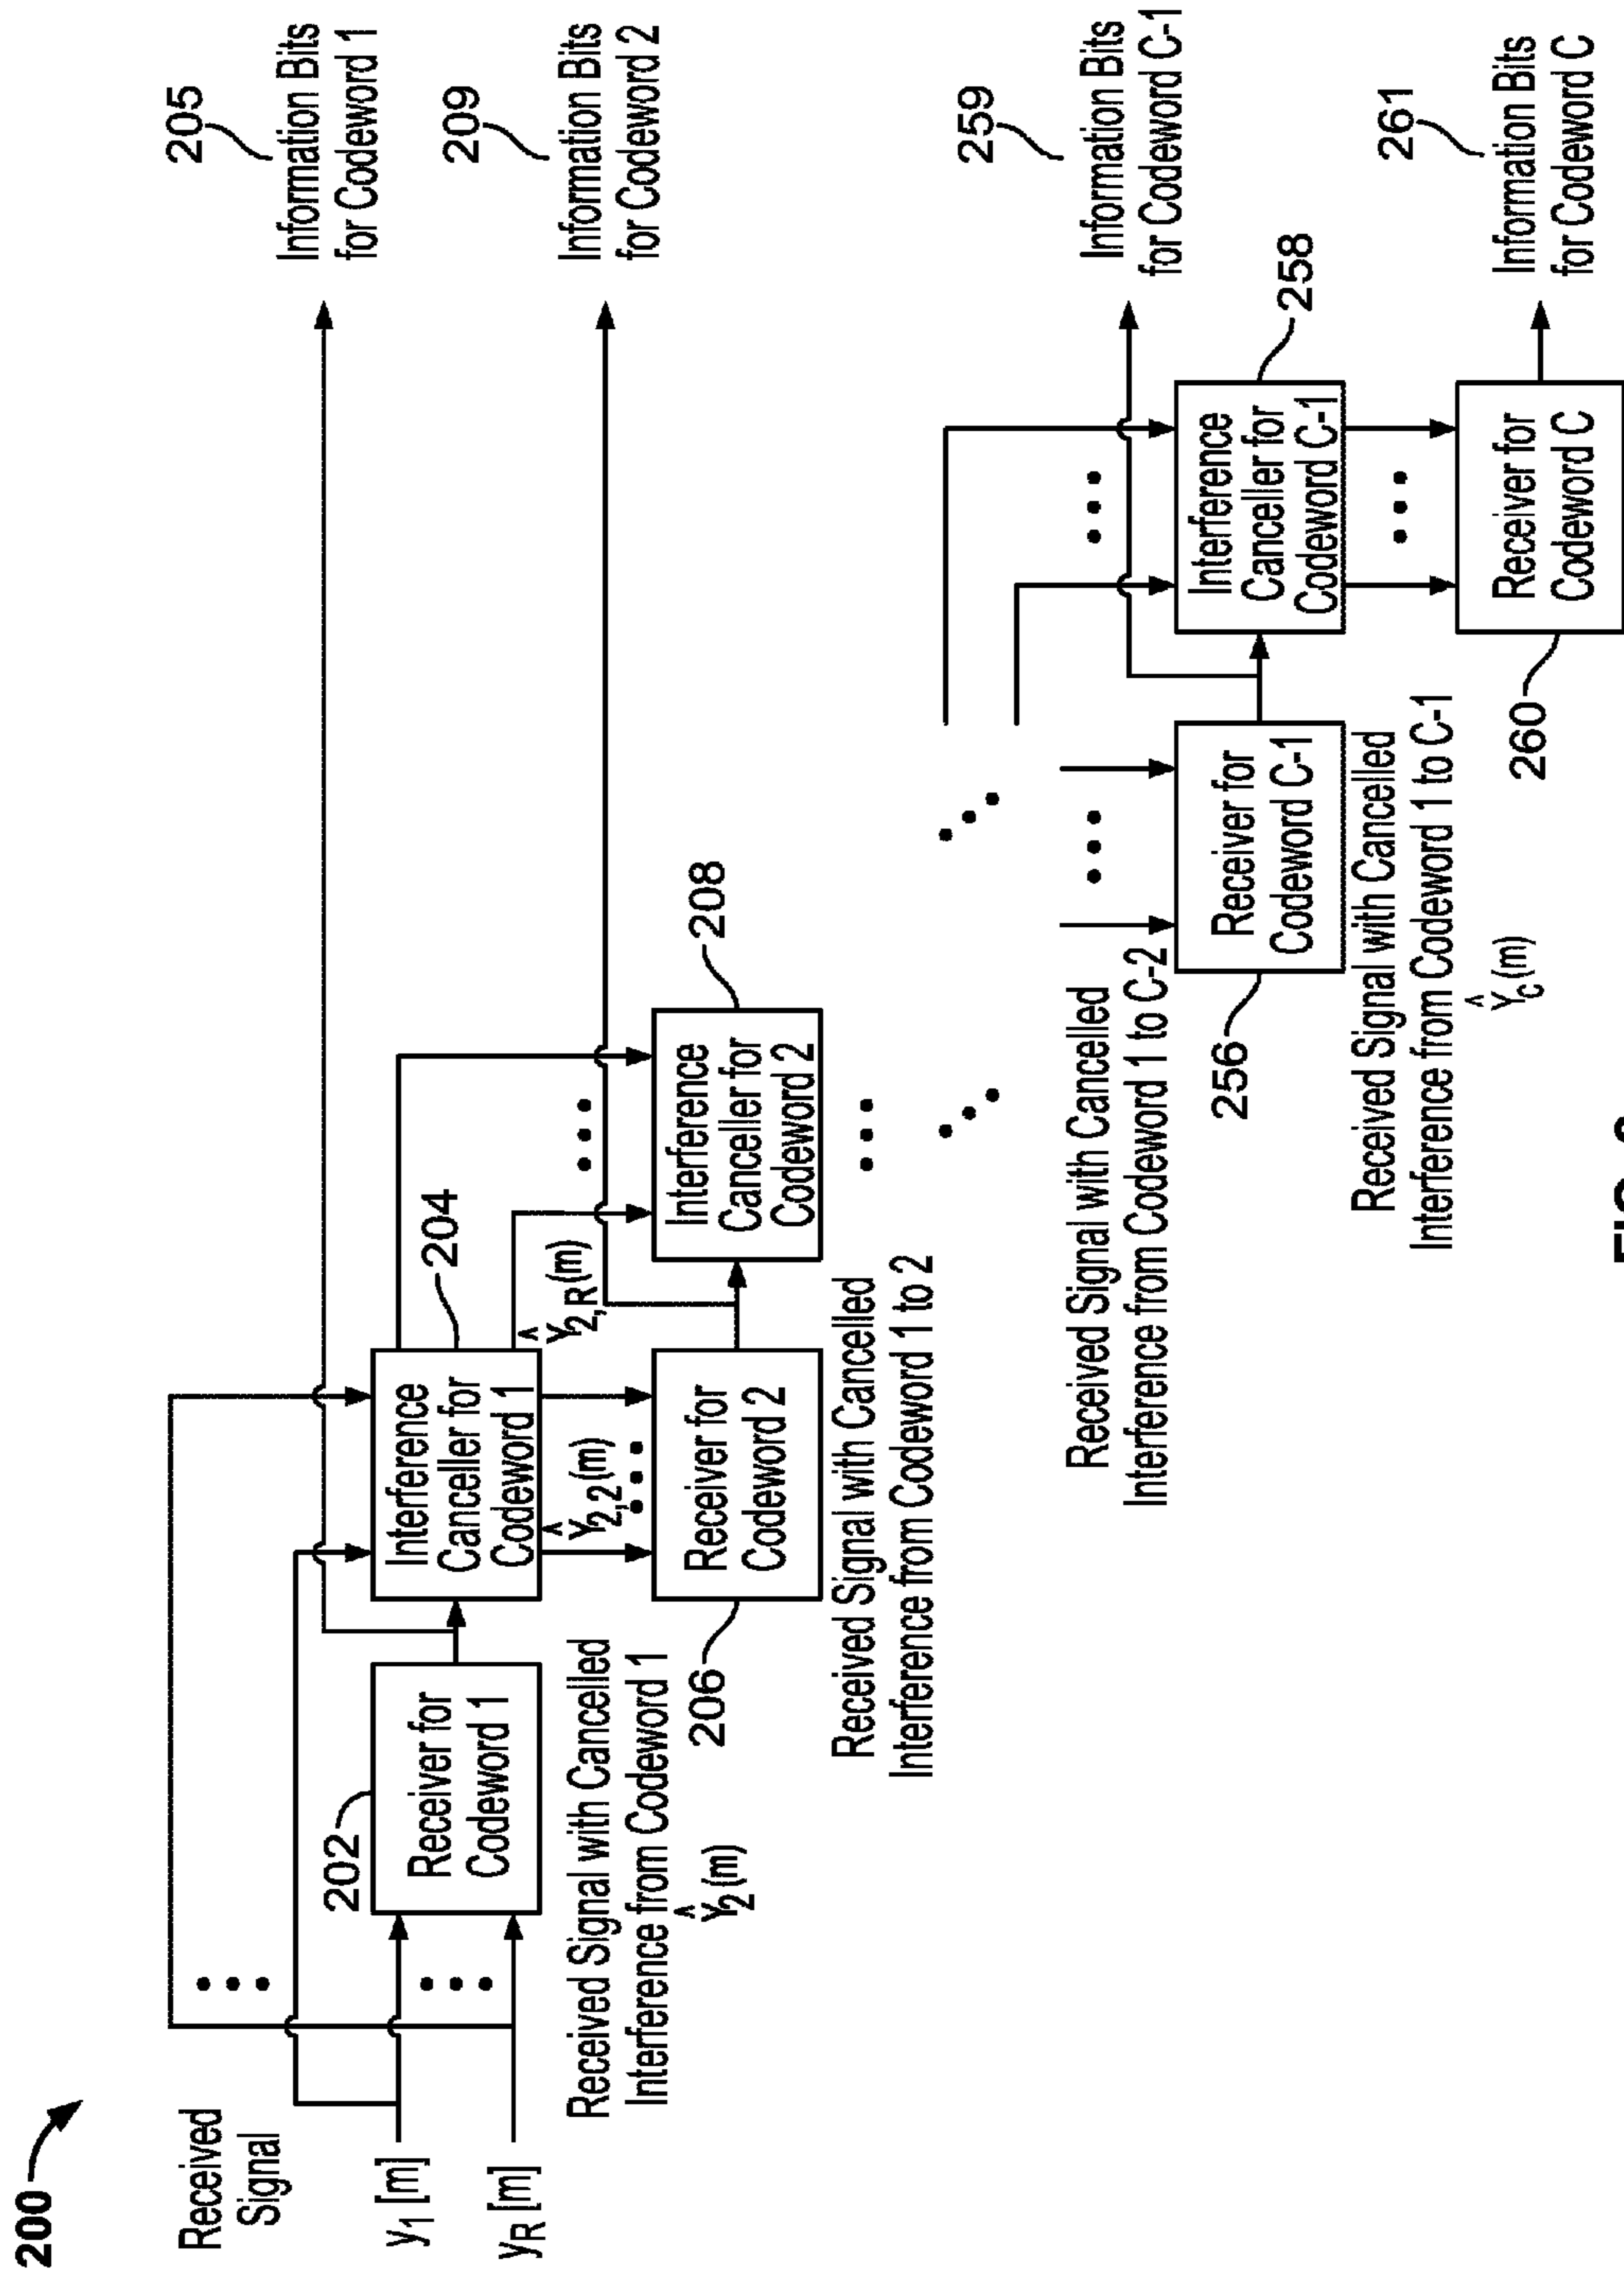 200
Received
Signal
y1 [m]
yR [m]
202
Receiver for
Codeword 1
Received Signal with Cancelled
Interference from Codeword 1
Ŷ2 (m)
204
Interference
Canceller for
Codeword 1
205
Information Bits
for Codeword 1
Ŷ2,2 (m)
Ŷ2,R (m)
206
Receiver for
Codeword 2
Received Signal with Cancelled
Interference from Codeword 1 to 2
208
Interference
Canceller for
Codeword 2
209
Information Bits
for Codeword 2
Received Signal with Cancelled
Interference from Codeword 1 to C-2
256
Receiver for
Codeword C-1
Received Signal with Cancelled
Interference from Codeword 1 to C-1
ŶC (m)
258
Interference
Canceller for
Codeword C-1
259
Information Bits
for Codeword C-1
260
Receiver for
Codeword C
261
Information Bits
for Codeword C